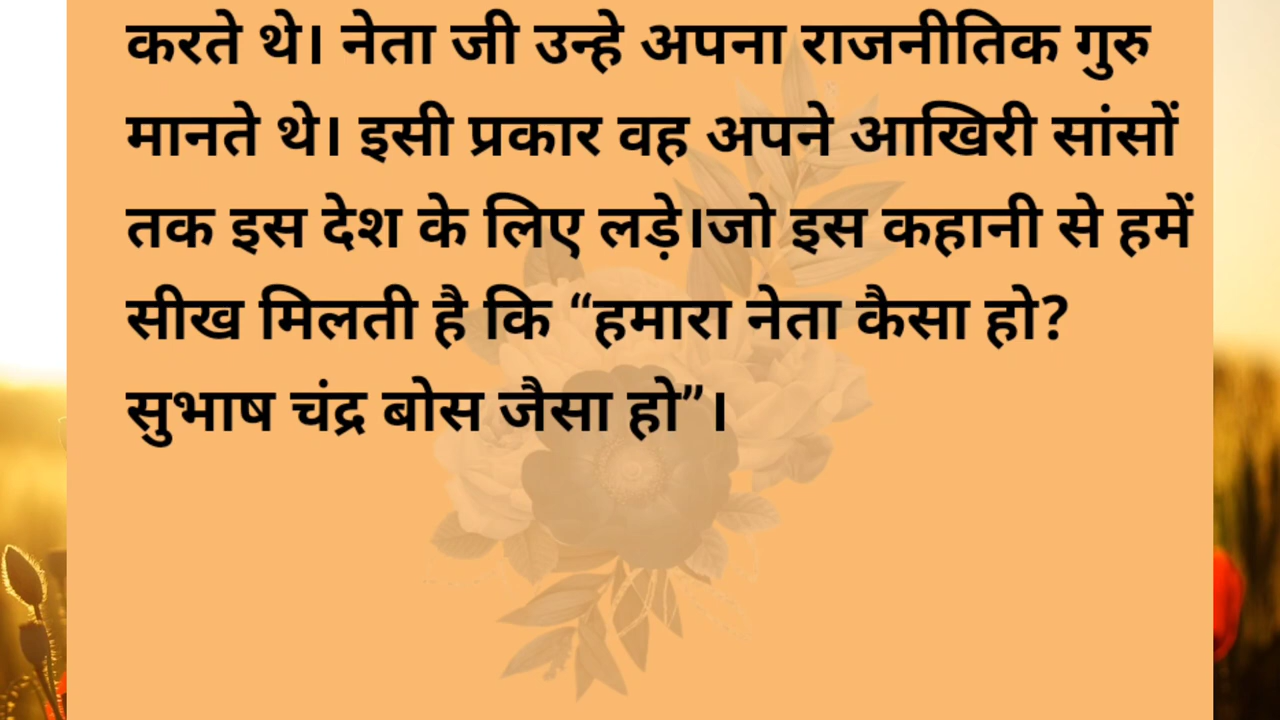 करते थे। नेता जी उन्हे अपना राजनीतिक गुरु
मानते थे। इसी प्रकार वह अपने आखिरी सांसों
तक इस देश के लिए लड़े।जो इस कहानी से हमें
सीख मिलती है कि “हमारा नेता कैसा हो?
सुभाष चंद्र बोस जैसा हो”।